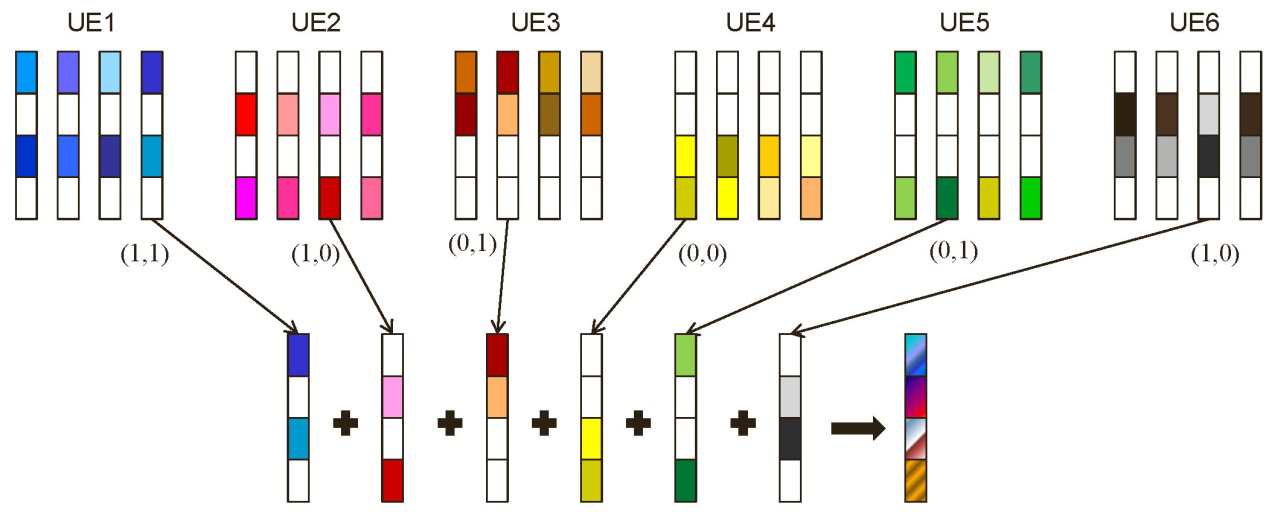 UE1 UE2 UE3 UE4 UE5 UE6
(1,1) (1,0) (0,1) (0,0) (0,1) (1,0)